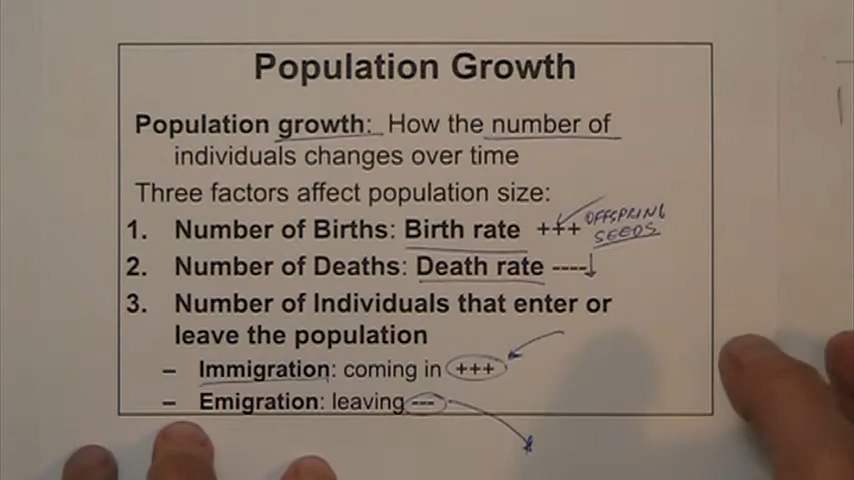 Population Growth
Population growth: How the number of
individuals changes over time
Three factors affect population size:
1. Number of Births: Birth rate +++ OFFSPRING
SEEDS
2. Number of Deaths: Death rate ----
3. Number of Individuals that enter or
leave the population
– Immigration: coming in +++
– Emigration: leaving ---